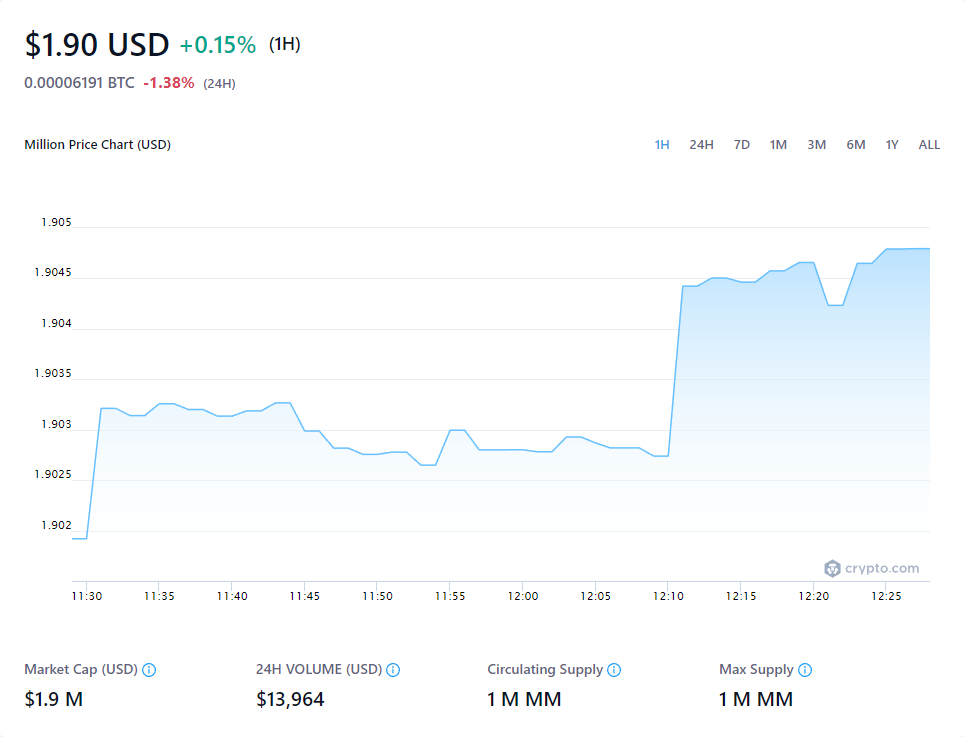 $1.90 USD +0.15% (1H)
0.00006191 BTC -1.38% (24H)
Million Price Chart (USD)
1H 24H 7D 1M 3M 6M 1Y ALL
1.905
1.9045
1.904
1.9035
1.903
1.9025
1.902
crypto.com
11:30 11:35 11:40 11:45 11:50 11:55 12:00 12:05 12:10 12:15 12:20 12:25
Market Cap (USD) 24H VOLUME (USD) Circulating Supply Max Supply
$1.9 M $13,964 1 M MM 1 M MM